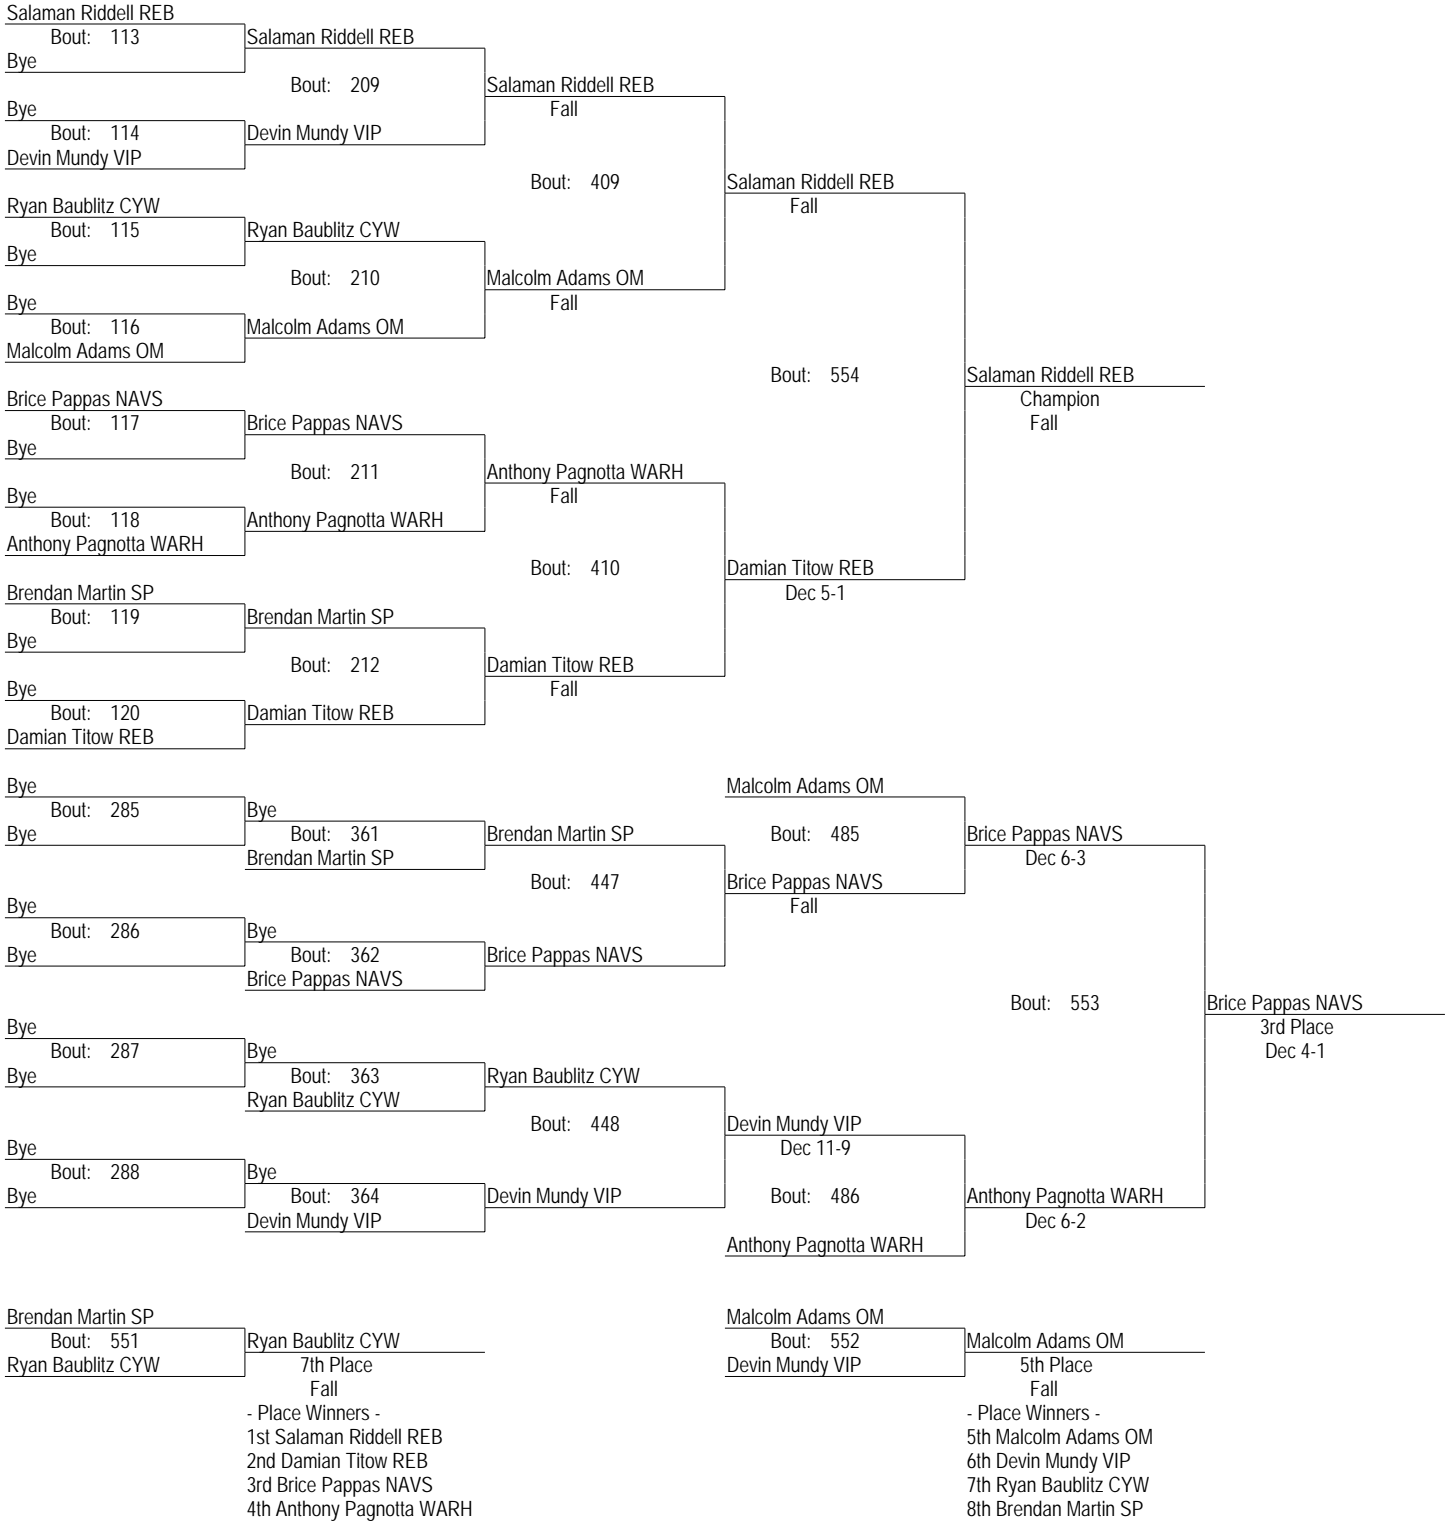 Salaman Riddell REB
Bout: 113
Salaman Riddell REB
Bye
Bout: 209
Salaman Riddell REB
Bye
Fall
Bout: 114
Devin Mundy VIP
Devin Mundy VIP
Bout: 409
Salaman Riddell REB
Ryan Baublitz CYW
Fall
Bout: 115
Ryan Baublitz CYW
Bye
Bout: 210
Malcolm Adams OM
Bye
Fall
Bout: 116
Malcolm Adams OM
Malcolm Adams OM
Bout: 554
Salaman Riddell REB
Brice Pappas NAVS
Champion
Bout: 117
Brice Pappas NAVS
Fall
Bye
Bout: 211
Anthony Pagnotta WARH
Bye
Fall
Bout: 118
Anthony Pagnotta WARH
Anthony Pagnotta WARH
Bout: 410
Damian Titow REB
Brendan Martin SP
Dec 5-1
Bout: 119
Brendan Martin SP
Bye
Bout: 212
Damian Titow REB
Bye
Fall
Bout: 120
Damian Titow REB
Damian Titow REB
Bye
Malcolm Adams OM
Bout: 285
Bye
Bye
Bout: 361
Brendan Martin SP
Bout: 485
Brice Pappas NAVS
Brendan Martin SP
Dec 6-3
Bout: 447
Brice Pappas NAVS
Bye
Fall
Bout: 286
Bye
Bye
Bout: 362
Brice Pappas NAVS
Brice Pappas NAVS
Bout: 553
Brice Pappas NAVS
Bye
3rd Place
Bout: 287
Bye
Dec 4-1
Bye
Bout: 363
Ryan Baublitz CYW
Ryan Baublitz CYW
Bout: 448
Devin Mundy VIP
Bye
Dec 11-9
Bout: 288
Bye
Bye
Bout: 364
Devin Mundy VIP
Bout: 486
Anthony Pagnotta WARH
Devin Mundy VIP
Dec 6-2
Anthony Pagnotta WARH
Brendan Martin SP
Bout: 551
Ryan Baublitz CYW
Ryan Baublitz CYW
7th Place
Fall
- Place Winners -
1st Salaman Riddell REB
2nd Damian Titow REB
3rd Brice Pappas NAVS
4th Anthony Pagnotta WARH
Malcolm Adams OM
Bout: 552
Malcolm Adams OM
Devin Mundy VIP
5th Place
Fall
- Place Winners -
5th Malcolm Adams OM
6th Devin Mundy VIP
7th Ryan Baublitz CYW
8th Brendan Martin SP